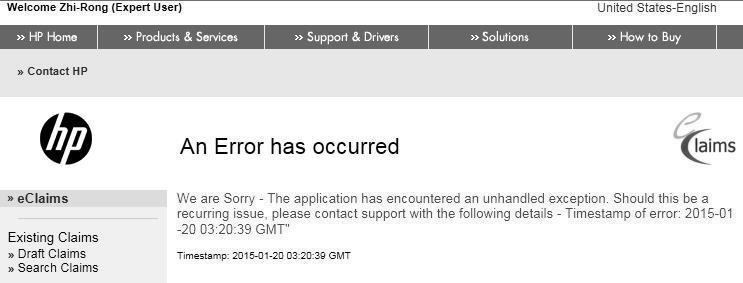 Welcome Zhi-Rong (Expert User) United States-English
» HP Home » Products & Services » Support & Drivers » Solutions » How to Buy
» Contact HP
hp An Error has occurred eClaims
» eClaims
We are Sorry - The application has encountered an unhandled exception. Should this be a
recurring issue, please contact support with the following details - Timestamp of error: 2015-01
-20 03:20:39 GMT"
Existing Claims
» Draft Claims
» Search Claims
Timestamp: 2015-01-20 03:20:39 GMT